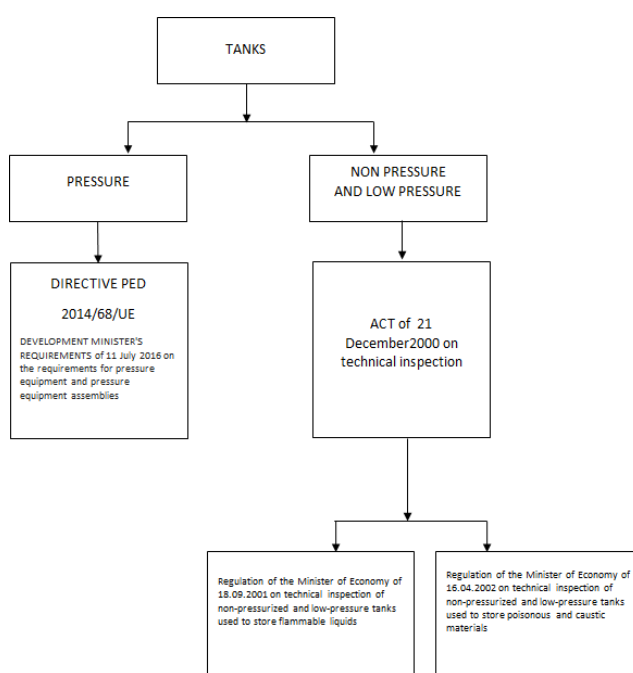 TANKS
PRESSURE
NON PRESSURE
AND LOW PRESSURE
DIRECTIVE PED
2014/68/UE
DEVELOPMENT MINISTER'S
REQUIREMENTS of 11 July 2016 on
the requirements for pressure
equipment and pressure
equipment assemblies
ACT of 21
December2000 on
technical inspection
Regulation of the Minister of Economy of
18.09.2001 on technical inspection of
non-pressurized and low-pressure tanks
used to store flammable liquids
Regulation of the Minister of Economy of
16.04.2002 on technical inspection of
non-pressurized and low-pressure tanks
used to store poisonous and caustic
materials